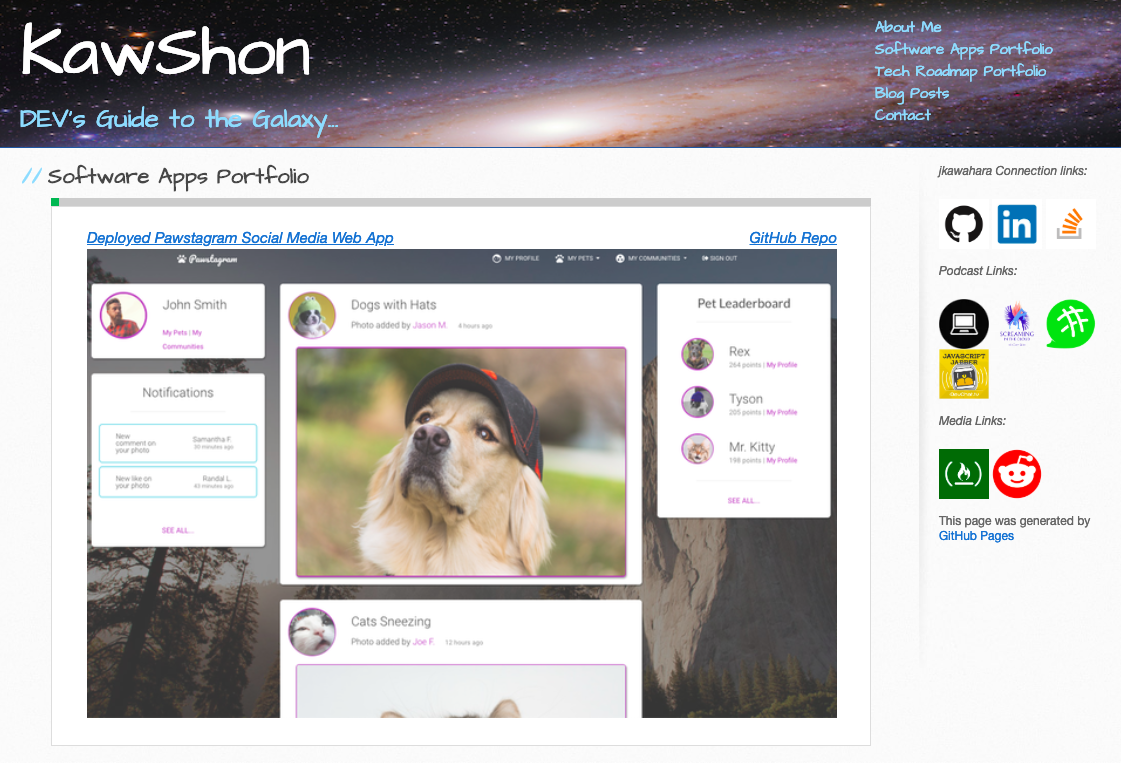 KawShon
DEV's Guide to the Galaxy...
About Me
Software Apps Portfolio
Tech Roadmap Portfolio
Blog Posts
Contact
// Software Apps Portfolio
Deployed Pawstagram Social Media Web App
GitHub Repo
Pawstagram
MY PROFILE
MY PETS
MY COMMUNITIES
SIGN OUT
John Smith
My Pets | My
Communities
Notifications
New
comment on
your photo
Samantha F.
30 minutes ago
New like on
your photo
Randal L.
43 minutes ago
SEE ALL...
Dogs with Hats
Photo added by Jason M. 4 hours ago
Cats Sneezing
Photo added by Joe F. 12 hours ago
Pet Leaderboard
Rex
264 points | My Profile
Tyson
205 points | My Profile
Mr. Kitty
198 points | My Profile
SEE ALL...
jkawahara Connection links:
in
Podcast Links:
SCREAMING
IN THE CLOUD
JAVASCRIPT
JABBER
Media Links:
This page was generated by
GitHub Pages